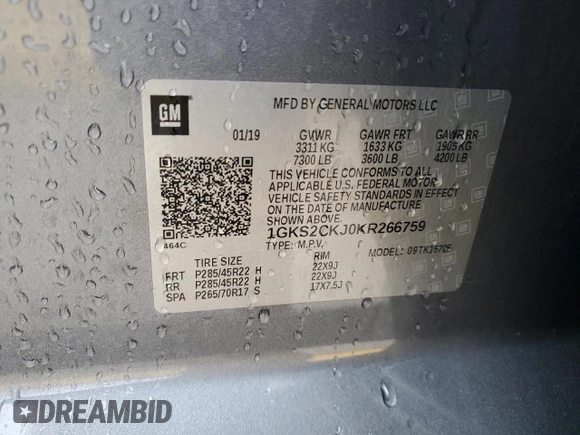 GM
MFD BY GENERAL MOTORS LLC
01/19 GVWR GAWR FRT GAWR RR
3311 KG 1633 KG 1905 KG
7300 LB 3600 LB 4200 LB
THIS VEHICLE CONFORMS TO ALL
APPLICABLE U.S. FEDERAL MOTOR
VEHICLE SAFETY STANDARDS IN EFFECT
ON THE DATE OF MANUFACTURE
SHOWN ABOVE.
1GKS2CKJ0KR266759
464C
TYPE: M.P.V. MODEL:
TIRE SIZE RIM
FRT P285/45R22 H 22X9J
RR P285/45R22 H 22X9J
SPA P265/70R17 S 17X7.5J
DREAMBID